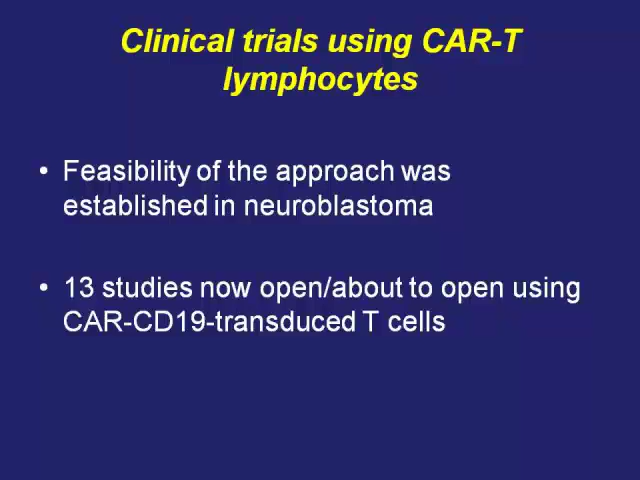 Clinical trials using CAR-T
lymphocytes
• Feasibility of the approach was
established in neuroblastoma
• 13 studies now open/about to open using
CAR-CD19-transduced T cells